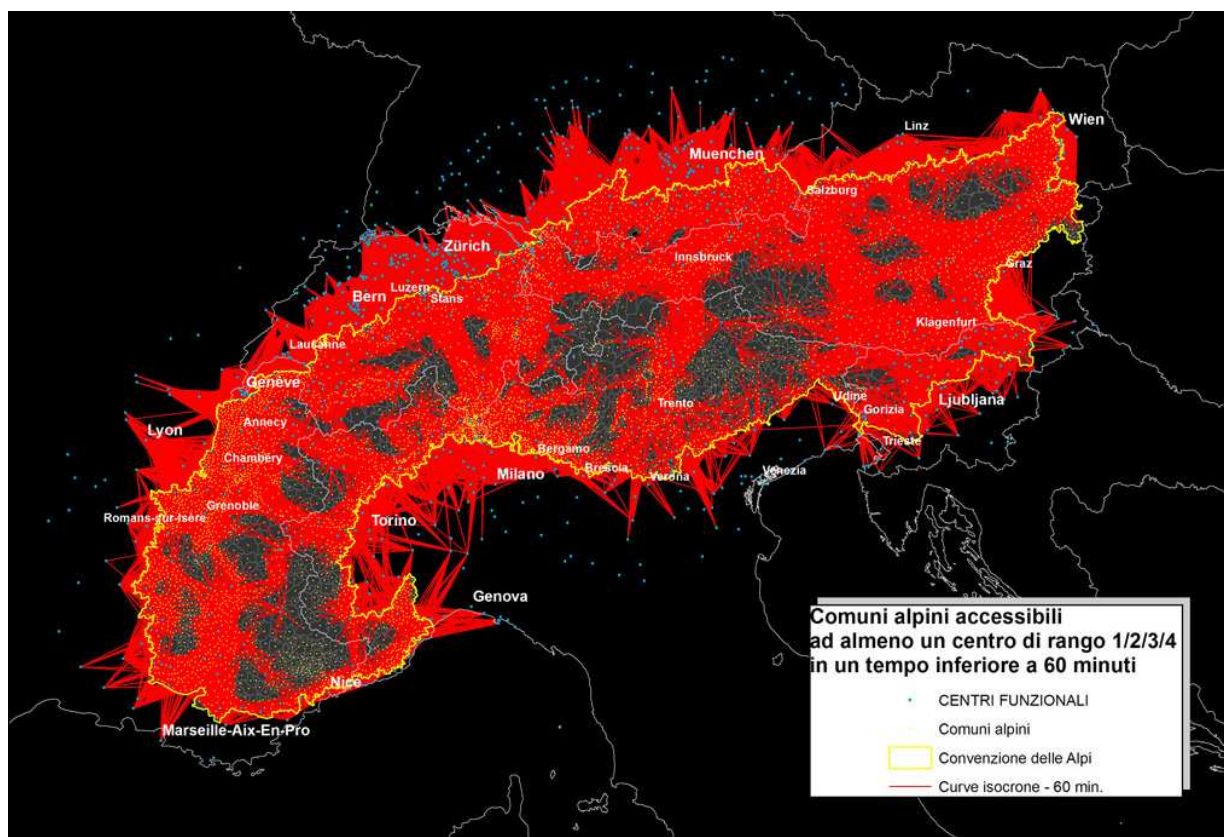 Linz
Wien
Muenchen
Salzburg
Zürich
Innsbruck
Graz
Luzern
Stans
Bern
Klagenfurt
Lausanne
Genève
Udine
Ljubljana
Trento
Gorizia
Annecy
Lyon
Trieste
Bergamo
Chambéry
Brescia
Venezia
Milano
Verona
Grenoble
Romans-sur-Isere
Torino
Genova
Nice
Marseille-Aix-En-Pro
Comuni alpini accessibili
ad almeno un centro di rango 1/2/3/4
in un tempo inferiore a 60 minuti
CENTRI FUNZIONALI
Comuni alpini
Convenzione delle Alpi
Curve isocrone - 60 min.